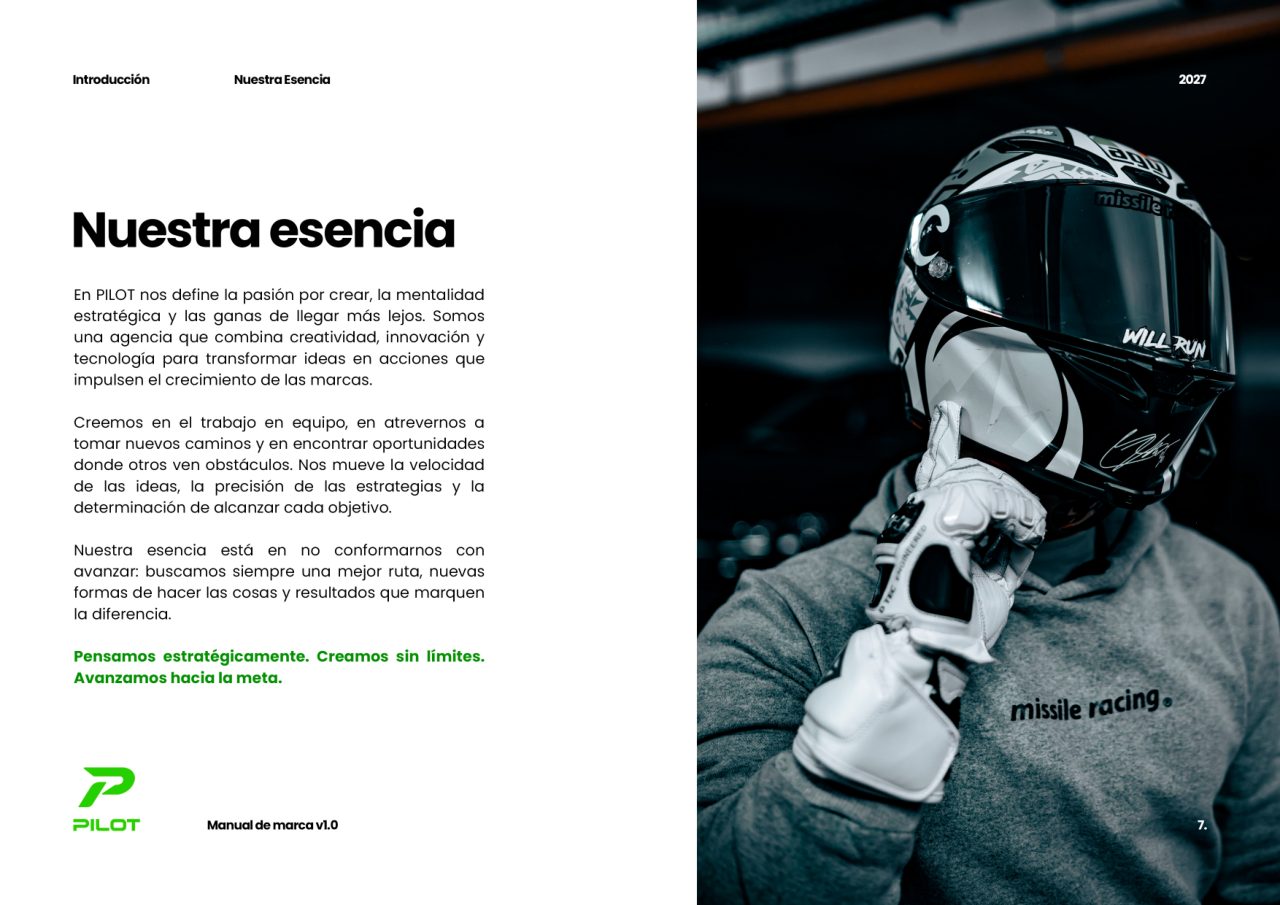 Introducción
Nuestra Esencia
2027
Nuestra esencia
En PILOT nos define la pasión por crear, la mentalidad
estratégica y las ganas de llegar más lejos. Somos
una agencia que combina creatividad, innovación y
tecnología para transformar ideas en acciones que
impulsen el crecimiento de las marcas.
Creemos en el trabajo en equipo, en atrevernos a
tomar nuevos caminos y en encontrar oportunidades
donde otros ven obstáculos. Nos mueve la velocidad
de las ideas, la precisión de las estrategias y la
determinación de alcanzar cada objetivo.
Nuestra esencia está en no conformarnos con
avanzar: buscamos siempre una mejor ruta, nuevas
formas de hacer las cosas y resultados que marquen
la diferencia.
Pensamos estratégicamente. Creamos sin límites.
Avanzamos hacia la meta.
PILOT
Manual de marca v1.0
agv
missile
WILL RUN
missile racing®
7.